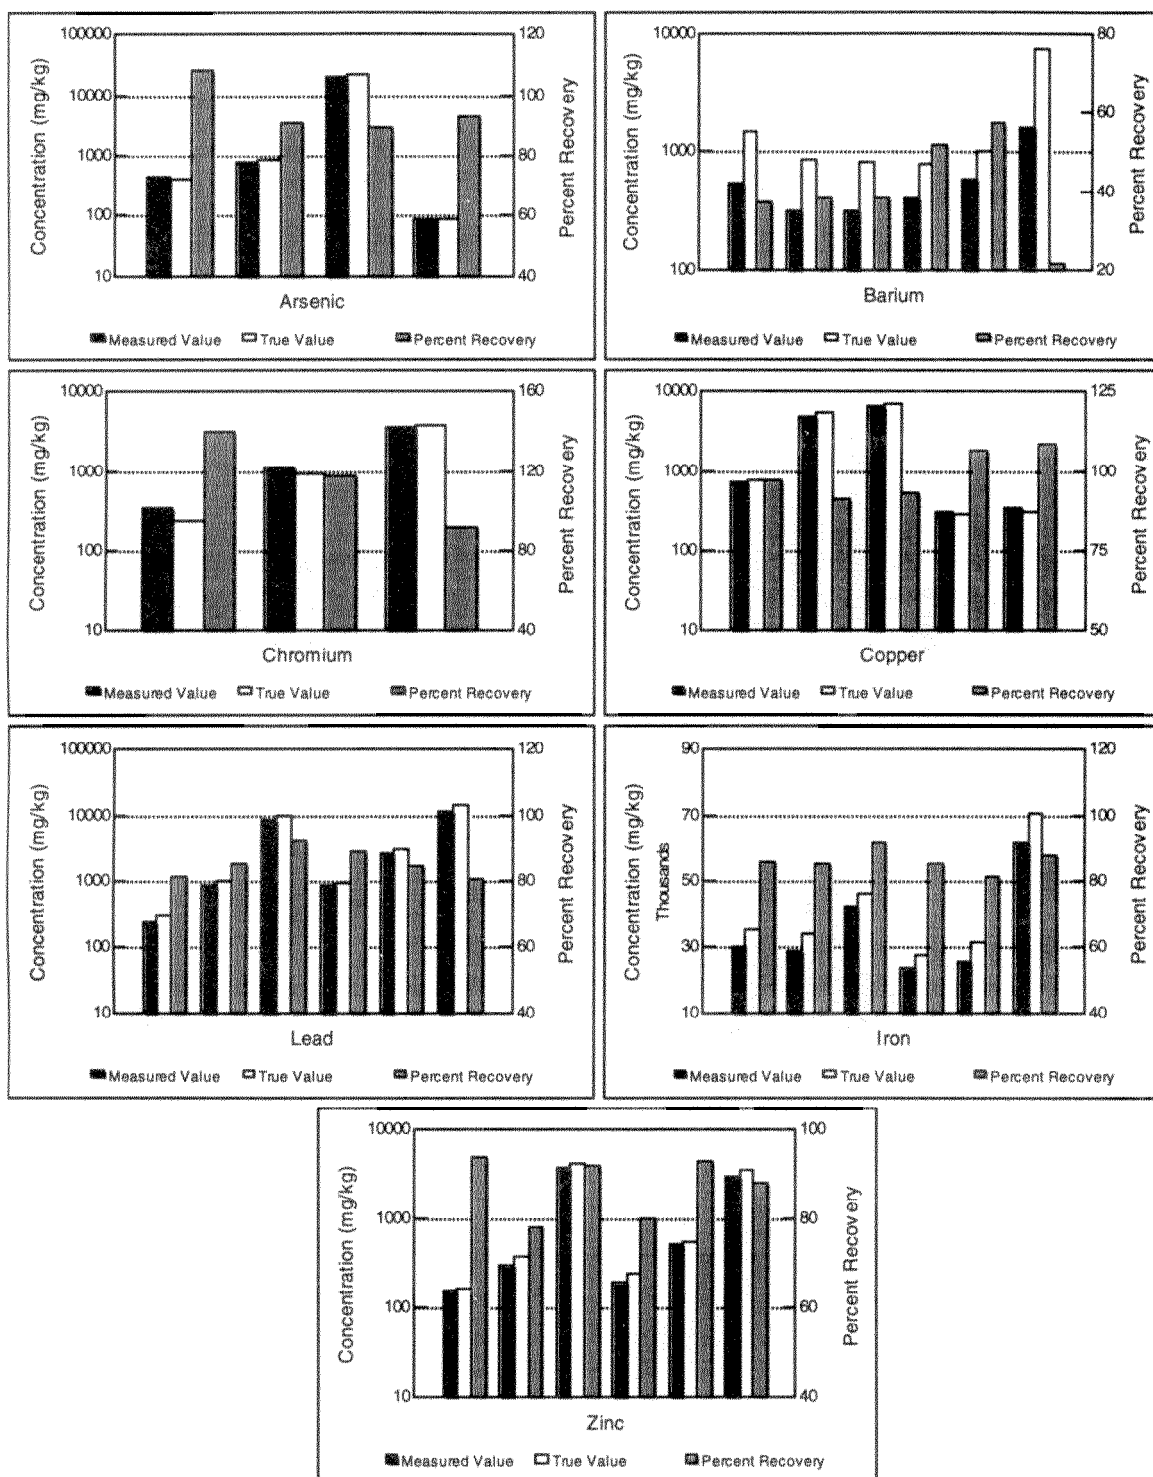 100000
10000
1000
100
10
Concentration (mg/kg)
120
100
80
60
40
Percent Recovery
Arsenic
Measured Value True Value Percent Recovery
10000
1000
100
Concentration (mg/kg)
80
60
40
20
Percent Recovery
Barium
Measured Value True Value Percent Recovery
10000
1000
100
10
Concentration (mg/kg)
160
120
80
40
Percent Recovery
Chromium
Measured Value True Value Percent Recovery
10000
1000
100
10
Concentration (mg/kg)
125
100
75
50
Percent Recovery
Copper
Measured Value True Value Percent Recovery
100000
10000
1000
100
10
Concentration (mg/kg)
120
100
80
60
40
Percent Recovery
Lead
Measured Value True Value Percent Recovery
90
70
50
30
10
Concentration (mg/kg)
Thousands
120
100
80
60
40
Percent Recovery
Iron
Measured Value True Value Percent Recovery
10000
1000
100
10
Concentration (mg/kg)
100
80
60
40
Percent Recovery
Zinc
Measured Value True Value Percent Recovery